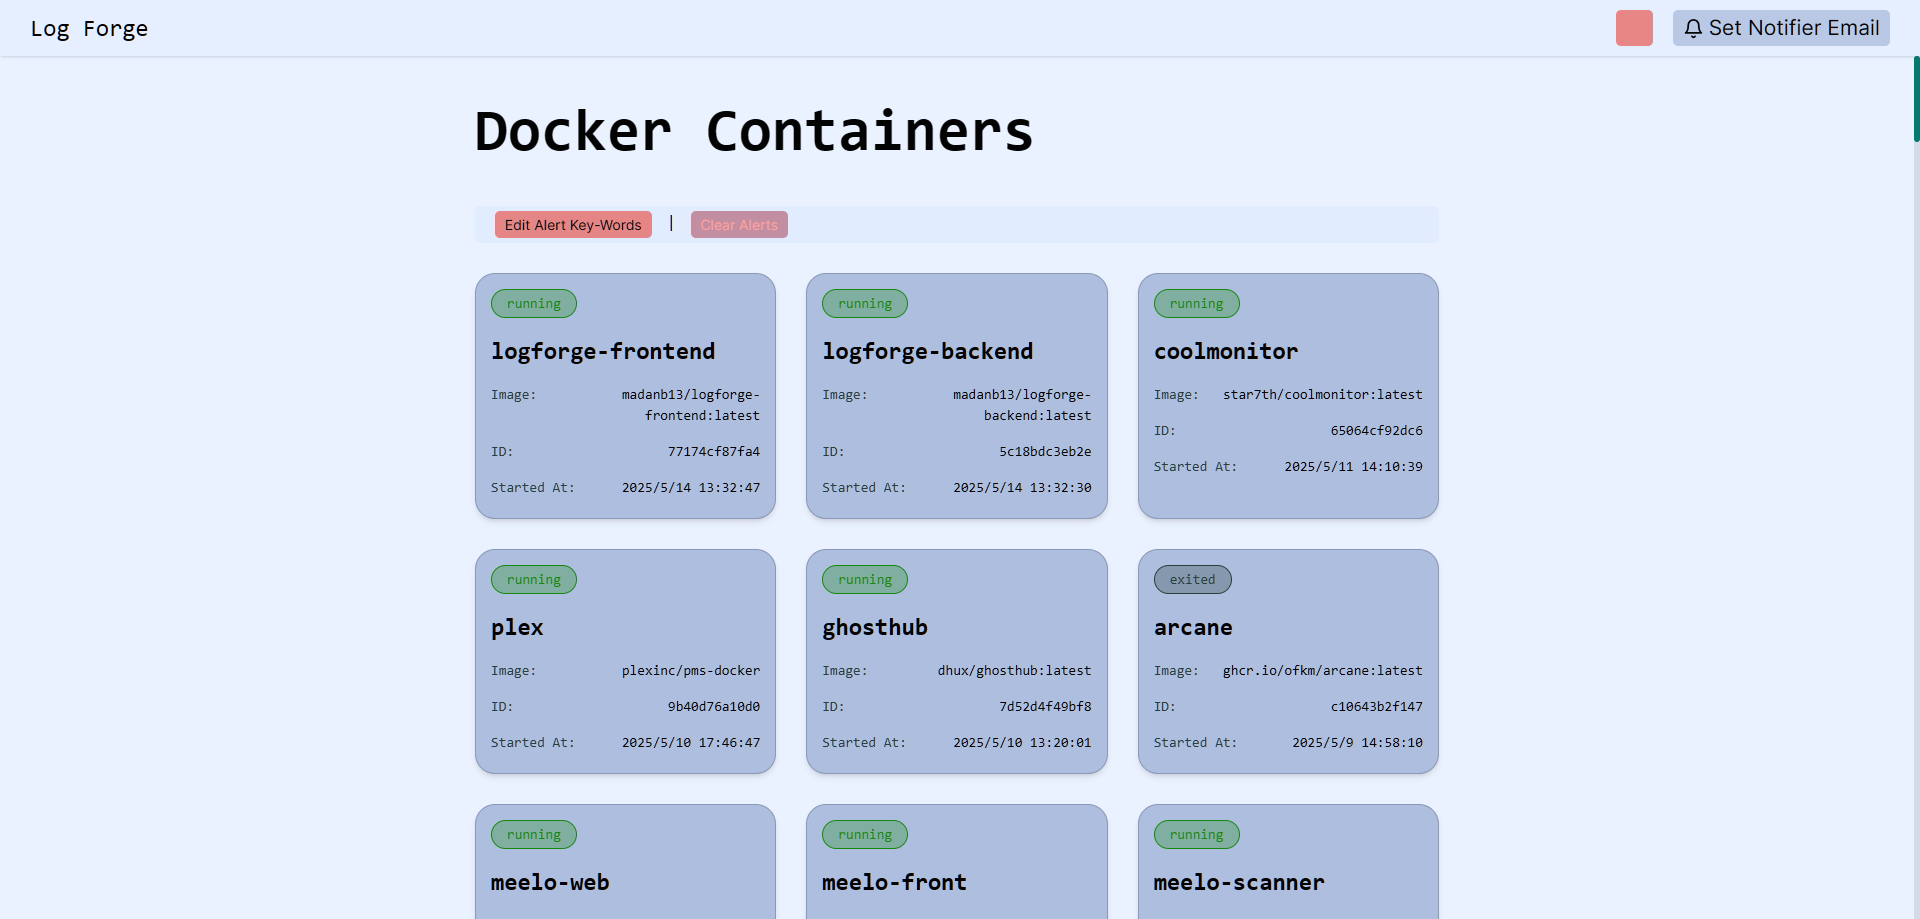 Log Forge
Set Notifier Email
Docker Containers
Edit Alert Key-Words | Clear Alerts
running
logforge-frontend
Image: madanb13/logforge-
frontend:latest
ID: 77174cf87fa4
Started At: 2025/5/14 13:32:47
running
logforge-backend
Image: madanb13/logforge-
backend:latest
ID: 5c18bdc3eb2e
Started At: 2025/5/14 13:32:30
running
coolmonitor
Image: star7th/coolmonitor:latest
ID: 65064cf92dc6
Started At: 2025/5/11 14:10:39
running
plex
Image: plexinc/pms-docker
ID: 9b40d76a10d0
Started At: 2025/5/10 17:46:47
running
ghosthub
Image: dhux/ghosthub:latest
ID: 7d52d4f49bf8
Started At: 2025/5/10 13:20:01
exited
arcane
Image: ghcr.io/ofkm/arcane:latest
ID: c10643b2f147
Started At: 2025/5/9 14:58:10
running
meelo-web
running
meelo-front
running
meelo-scanner